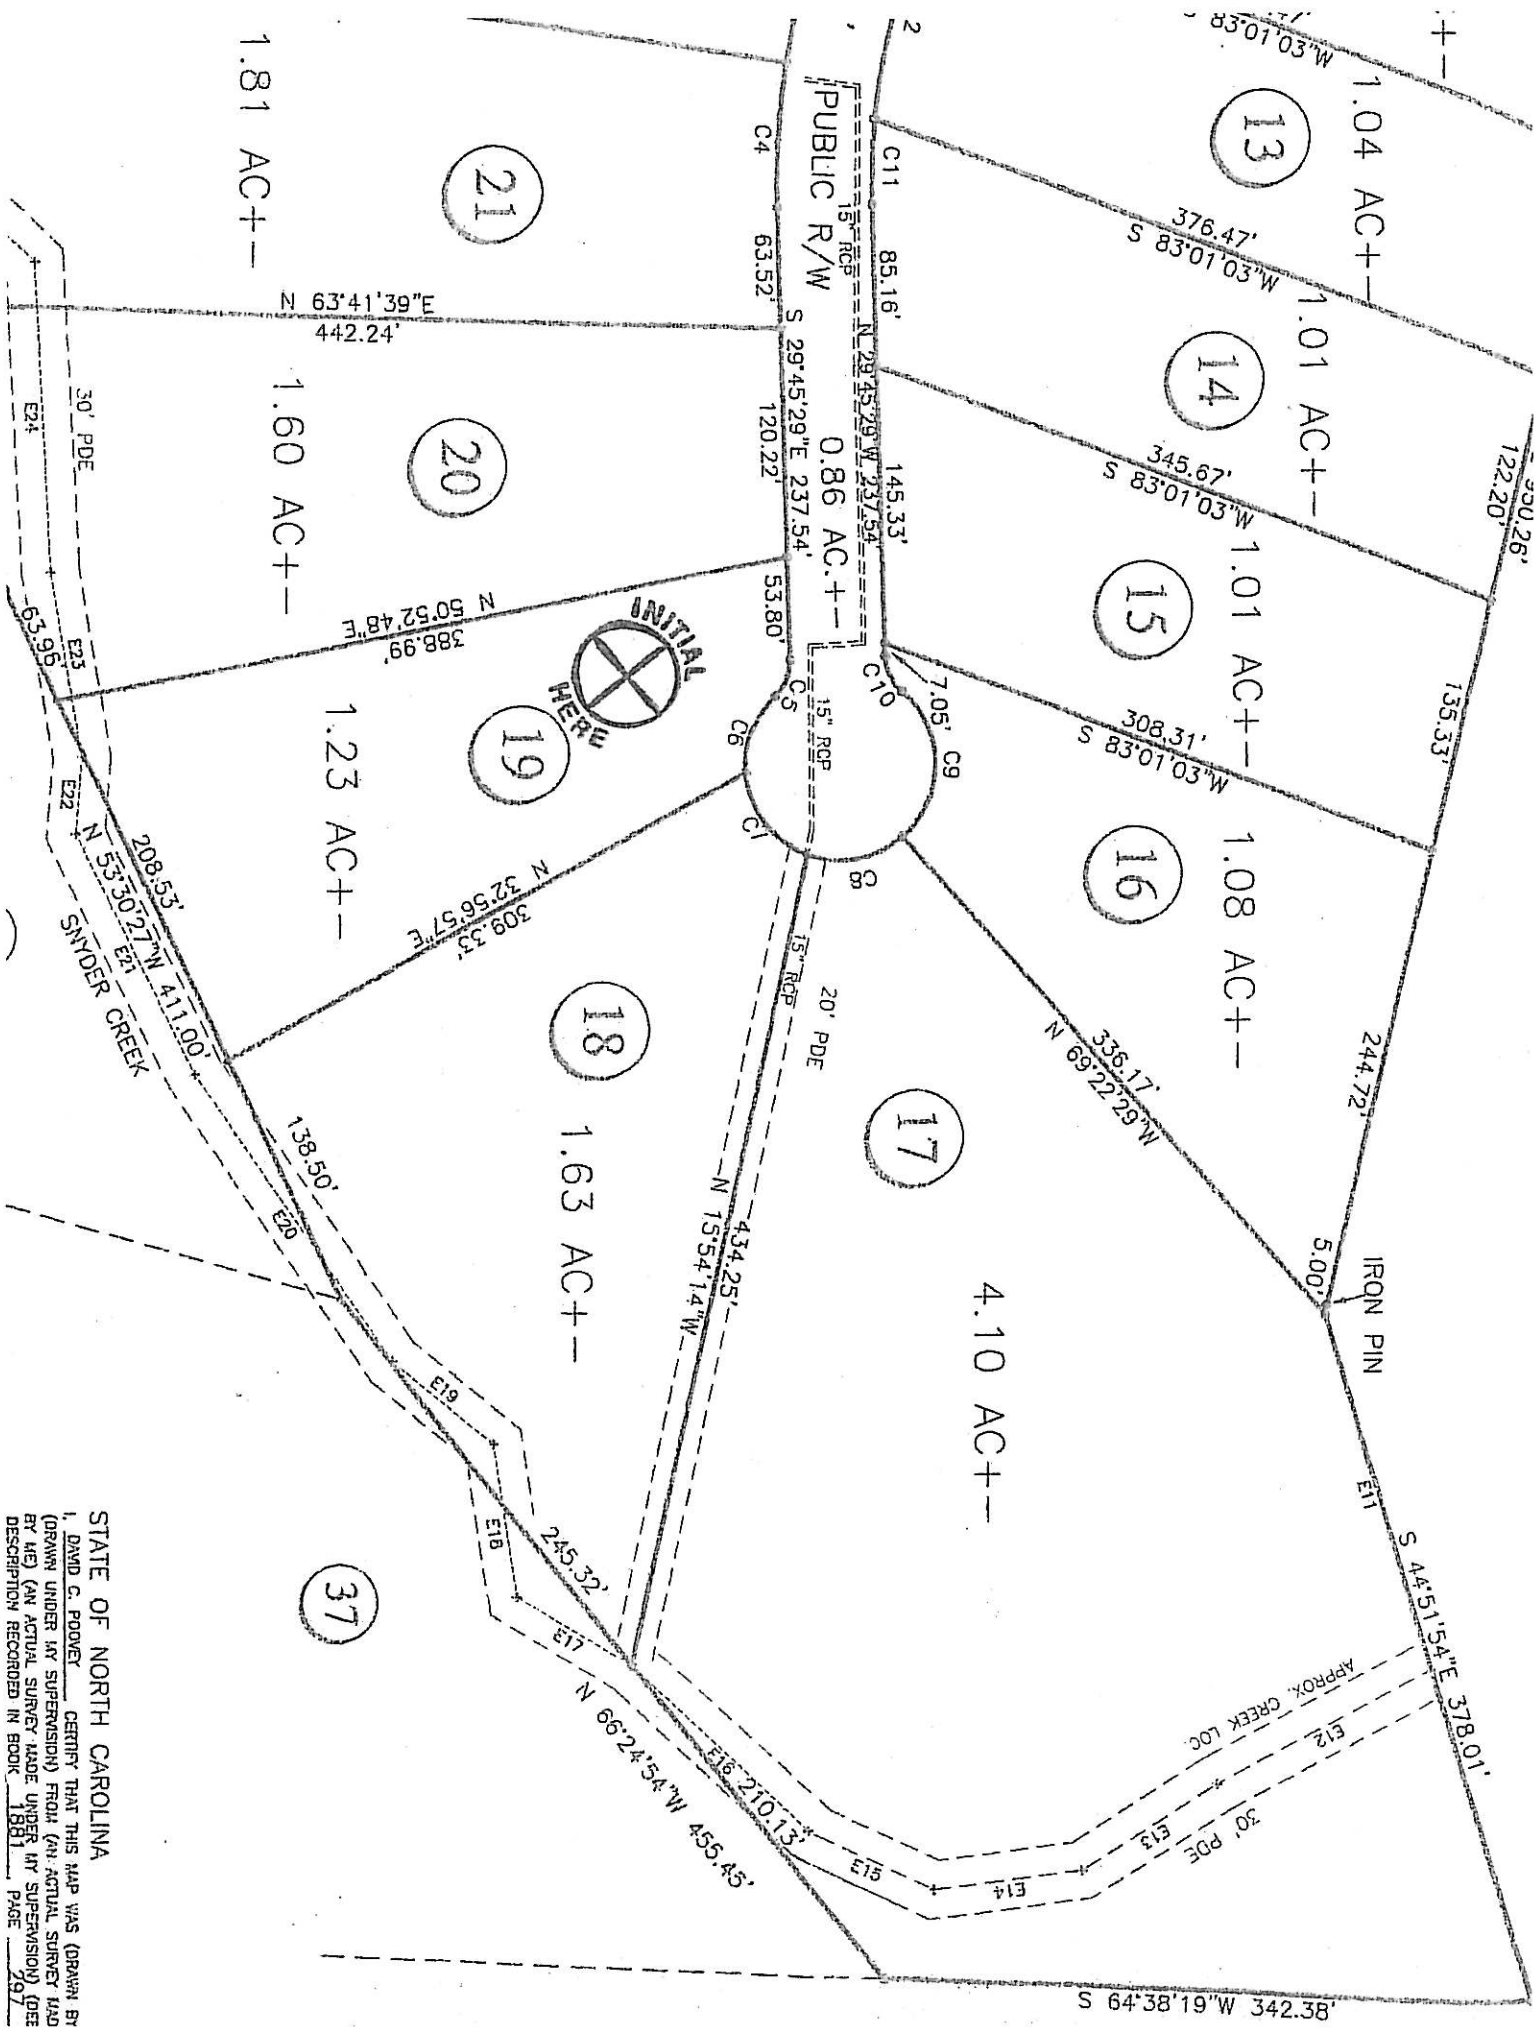 1.81 AC+-
21
C4
63.52'
PUBLIC R/W
15" RCP
2
C11
85.16'
S 83°01'03"W
13
1.04 AC+-
376.47'
S 83°01'03"W
N 63°41'39"E
442.24'
S 29°45'29"E 237.54'
120.22'
N 29°45'29"W 237.54'
145.33'
0.86 AC.+-
14
1.01 AC+-
345.67'
S 83°01'03"W
122.20'
30' PDE
E24
E23
63.96'
1.60 AC+-
20
N 50°52'48"E
388.99'
53.80'
INITIAL
HERE
C5
C6
C10
7.05'
C9
15" RCP
15
1.01 AC+-
308.31'
S 83°01'03"W
135.33'
19
1.23 AC+-
E22
208.53'
N 53°30'27"W 411.00'
E21
SNYDER CREEK
N 32°56'57"E
309.33'
C7
C8
16
1.08 AC+-
336.17'
N 69°22'29"W
244.72'
5.00'
IRON PIN
15" RCP
20' PDE
18
1.63 AC+-
138.50'
E20
434.25'
N 15°54'14"W
17
4.10 AC+-
E11
S 44°51'54"E 378.01'
E19
E18
245.32'
E17
37
N 66°24'54"W 455.45'
E16
210.13'
E15
E14
E13
E12
APPROX. CREEK LOC.
30' PDE
S 64°38'19"W 342.38'
STATE OF NORTH CAROLINA
I, DAVID C. POOVEY CERTIFY THAT THIS MAP WAS (DRAWN BY
(DRAWN UNDER MY SUPERVISION) FROM (AN ACTUAL SURVEY MAD
BY ME) (AN ACTUAL SURVEY MADE UNDER MY SUPERVISION) (DEE
DESCRIPTION RECORDED IN BOOK 1881 PAGE 297